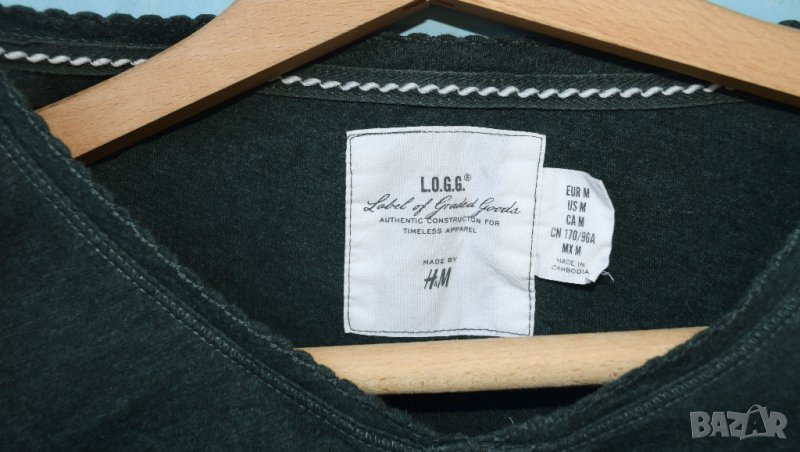 L.O.G.G.®
Label of Graded Goods
AUTHENTIC CONSTRUCTION FOR
TIMELESS APPAREL
MADE BY
H&M
EUR M
US M
CA M
CN 170/96A
MX M
MADE IN
CAMBODIA
BAZAR